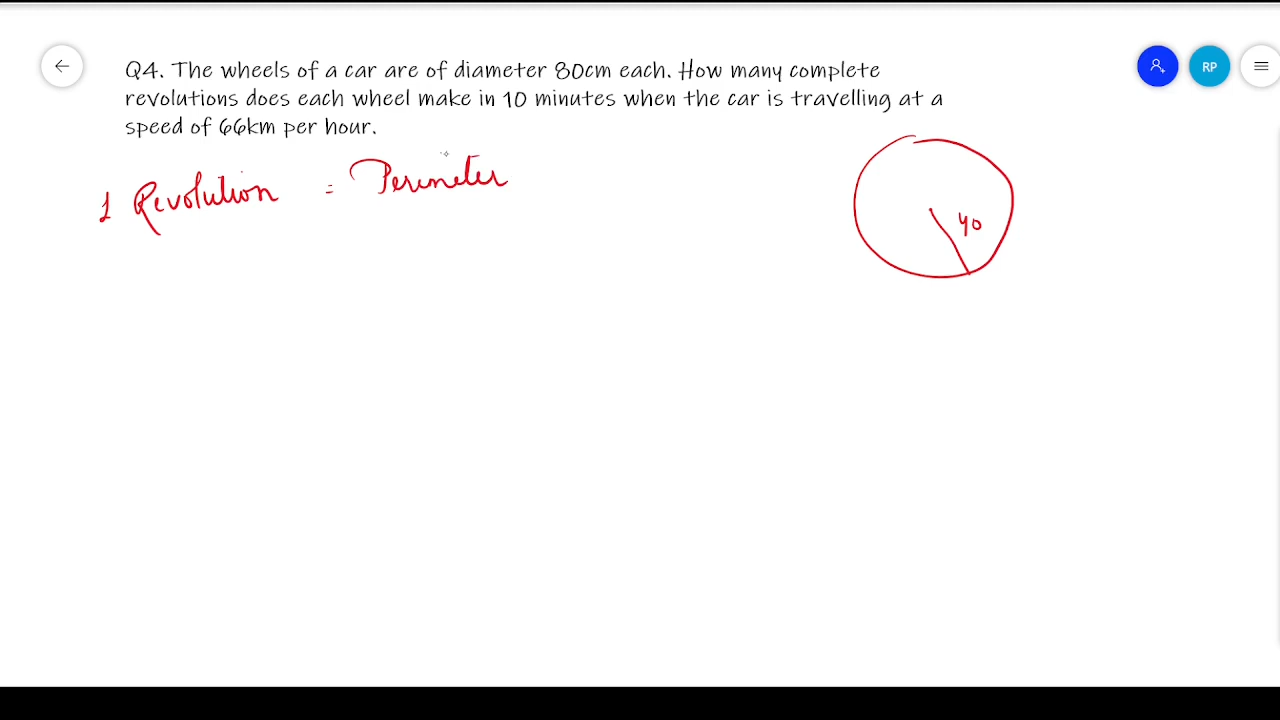 Q4. The wheels of a car are of diameter 80cm each. How many complete
revolutions does each wheel make in 10 minutes when the car is travelling at a
speed of 66km per hour.
RP
1 Revolution = Perimeter
40